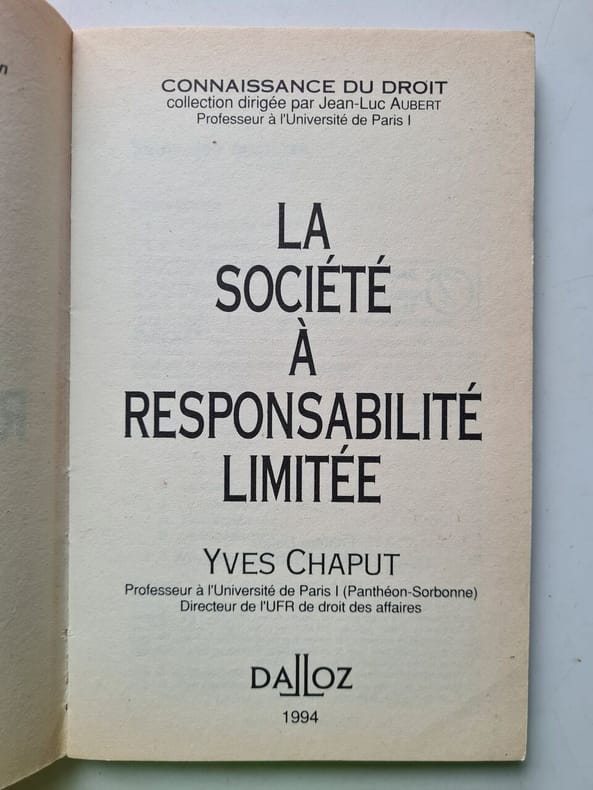 CONNAISSANCE DU DROIT
collection dirigée par Jean-Luc AUBERT
Professeur à l'Université de Paris I
LA
SOCIÉTÉ
À
RESPONSABILITÉ
LIMITÉE
YVES CHAPUT
Professeur à l'Université de Paris I (Panthéon-Sorbonne)
Directeur de l'UFR de droit des affaires
DALLOZ
1994